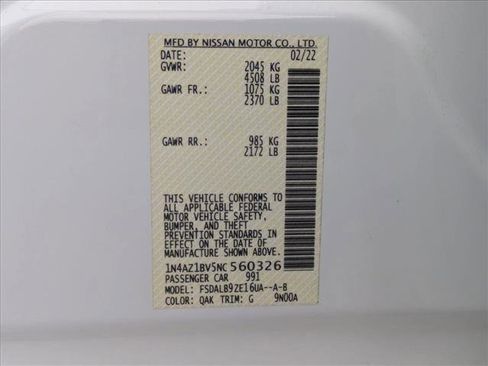 MFD BY NISSAN MOTOR CO., LTD.
DATE: 02/22
GVWR: 2045 KG
4508 LB
GAWR FR.: 1075 KG
2370 LB
GAWR RR.: 985 KG
2172 LB
THIS VEHICLE CONFORMS TO
ALL APPLICABLE FEDERAL
MOTOR VEHICLE SAFETY,
BUMPER, AND THEFT
PREVENTION STANDARDS IN
EFFECT ON THE DATE OF
MANUFACTURE SHOWN ABOVE.
1N4AZ1BV5NC560326
PASSENGER CAR 991
MODEL: FSDALB9ZE16UA--A-B
COLOR: QAK TRIM: G 9N00A